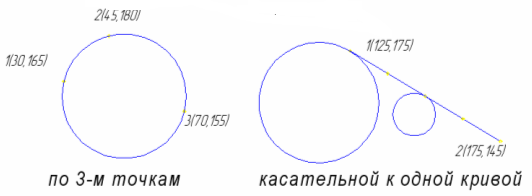 2(45,180)
1(30,165)
3(70,155)
по 3-м точкам
1(125,175)
2(175,145)
касательной к одной кривой